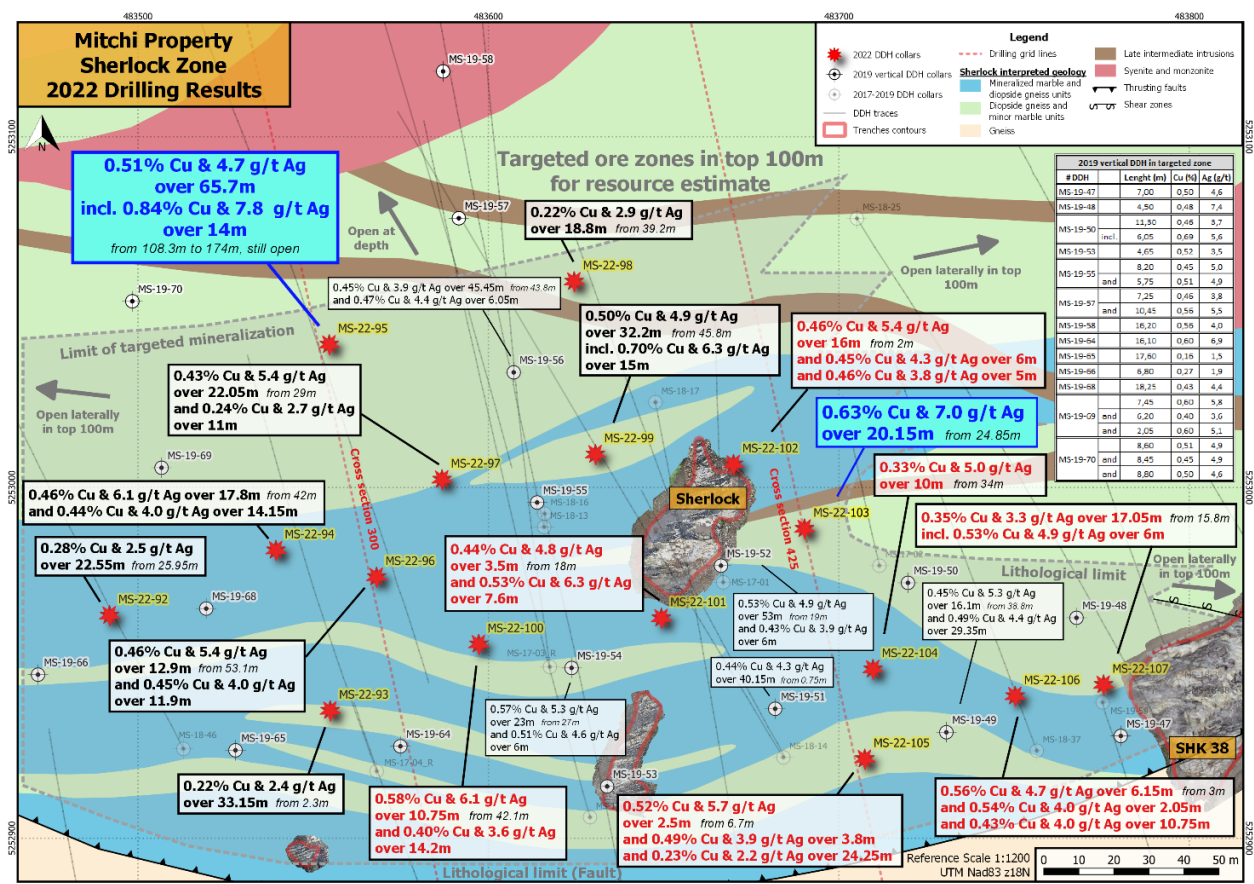 483500
483600
483700
483800
Mitchi Property
Sherlock Zone
2022 Drilling Results
N
Legend
2022 DDH collars
2019 vertical DDH collars
2017-2019 DDH collars
DDH traces
Trenches contours
Drilling grid lines
Sherlock interpreted geology
Mineralized marble and
diopside gneiss units
Diopside gneiss and
minor marble units
Gneiss
Late intermediate intrusions
Syenite and monzonite
Thrusting faults
Shear zones
MS-19-58
5253100
5253100
0.51% Cu & 4.7 g/t Ag
over 65.7m
incl. 0.84% Cu & 7.8 g/t Ag
over 14m
from 108.3m to 174m, still open
Targeted ore zones in top 100m
for resource estimate
2019 vertical DDH in targeted zone
# DDH Lenght (m) Cu (%) Ag (g/t)
MS-19-47 7,00 0,50 4,6
MS-19-48 4,50 0,48 7,4
MS-19-50 11,50 0,46 3,7
incl. 6,05 0,69 5,6
MS-19-53 4,65 0,52 3,5
MS-19-55 8,20 0,45 5,0
and 5,75 0,51 4,9
MS-19-57 7,25 0,46 3,8
and 10,45 0,56 5,5
MS-19-58 16,20 0,56 4,0
MS-19-64 16,10 0,60 6,9
MS-19-65 17,60 0,16 1,5
MS-19-66 6,80 0,27 1,9
MS-19-68 18,25 0,43 4,4
MS-19-69 7,45 0,60 5,8
and 6,20 0,40 3,6
and 2,05 0,60 5,1
MS-19-70 8,60 0,51 4,9
and 8,45 0,45 4,9
and 8,80 0,50 4,6
MS-19-57
Open at
depth
0.22% Cu & 2.9 g/t Ag
over 18.8m from 39.2m
MS-18-25
MS-22-98
Open laterally in top
100m
MS-19-70
0.45% Cu & 3.9 g/t Ag over 45.45m from 43.8m
and 0.47% Cu & 4.4 g/t Ag over 6.05m
MS-22-95
Limit of targeted mineralization
MS-19-56
0.50% Cu & 4.9 g/t Ag
over 32.2m from 45.8m
incl. 0.70% Cu & 6.3 g/t Ag
over 15m
0.46% Cu & 5.4 g/t Ag
over 16m from 2m
and 0.45% Cu & 4.3 g/t Ag over 6m
and 0.46% Cu & 3.8 g/t Ag over 5m
Open laterally
in top 100m
0.43% Cu & 5.4 g/t Ag
over 22.05m from 29m
and 0.24% Cu & 2.7 g/t Ag
over 11m
MS-18-17
0.63% Cu & 7.0 g/t Ag
over 20.15m from 24.85m
MS-19-69
MS-22-97
MS-22-99
MS-22-102
0.33% Cu & 5.0 g/t Ag
over 10m from 34m
Cross section 300
Cross section 425
0.46% Cu & 6.1 g/t Ag over 17.8m from 42m
and 0.44% Cu & 4.0 g/t Ag over 14.15m
5253000
5253000
MS-19-55
MS-18-16
MS-18-13
Sherlock
MS-22-103
0.35% Cu & 3.3 g/t Ag over 17.05m from 15.8m
incl. 0.53% Cu & 4.9 g/t Ag over 6m
MS-22-94
0.28% Cu & 2.5 g/t Ag
over 22.55m from 25.95m
MS-22-96
0.44% Cu & 4.8 g/t Ag
over 3.5m from 18m
and 0.53% Cu & 6.3 g/t Ag
over 7.6m
MS-19-52
MS-17-01
MS-19-50
Lithological limit
Open laterally
in top 100m
MS-22-92
MS-19-68
MS-22-101
0.53% Cu & 4.9 g/t Ag
over 53m from 19m
and 0.43% Cu & 3.9 g/t Ag
over 6m
0.45% Cu & 5.3 g/t Ag
over 16.1m from 38.8m
and 0.49% Cu & 4.4 g/t Ag
over 29.35m
MS-19-48
MS-22-100
MS-19-66
0.46% Cu & 5.4 g/t Ag
over 12.9m from 53.1m
and 0.45% Cu & 4.0 g/t Ag
over 11.9m
MS-17-03_R
MS-19-54
0.44% Cu & 4.3 g/t Ag
over 40.15m from 0.75m
MS-22-104
MS-22-106
MS-22-107
MS-22-93
0.57% Cu & 5.3 g/t Ag
over 23m from 27m
and 0.51% Cu & 4.6 g/t Ag
over 6m
MS-19-51
MS-19-49
MS-19-47
MS-18-46
MS-19-65
MS-19-64
MS-17-04_R
MS-18-14
MS-22-105
MS-18-37
SHK 38
MS-19-53
0.22% Cu & 2.4 g/t Ag
over 33.15m from 2.3m
0.58% Cu & 6.1 g/t Ag
over 10.75m from 42.1m
and 0.40% Cu & 3.6 g/t Ag
over 14.2m
0.52% Cu & 5.7 g/t Ag
over 2.5m from 6.7m
and 0.49% Cu & 3.9 g/t Ag over 3.8m
and 0.23% Cu & 2.2 g/t Ag over 24.25m
0.56% Cu & 4.7 g/t Ag over 6.15m from 3m
and 0.54% Cu & 4.0 g/t Ag over 2.05m
and 0.43% Cu & 4.0 g/t Ag over 10.75m
5252900
5252900
Lithological limit (Fault)
Reference Scale 1:1200
UTM Nad83 z18N
0 10 20 30 40 50 m